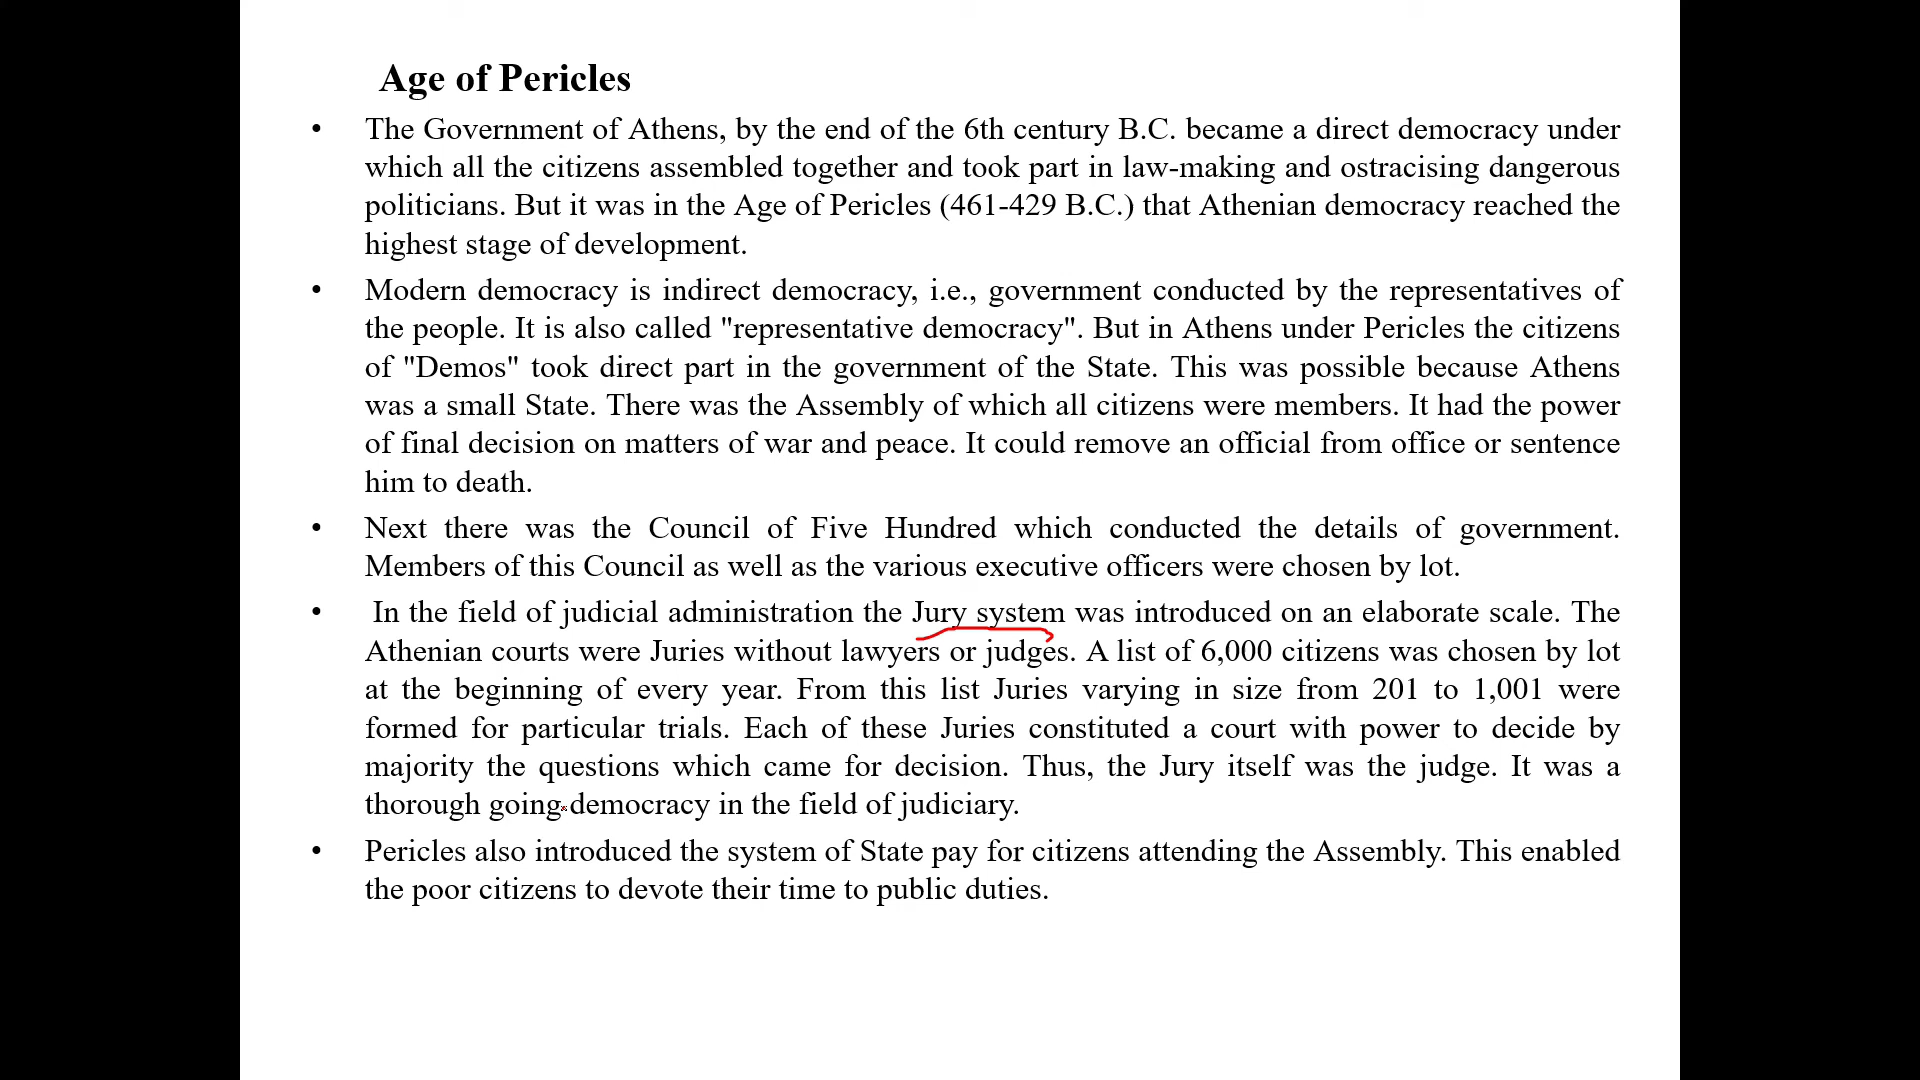 Age of Pericles
• The Government of Athens, by the end of the 6th century B.C. became a direct democracy under
which all the citizens assembled together and took part in law-making and ostracising dangerous
politicians. But it was in the Age of Pericles (461-429 B.C.) that Athenian democracy reached the
highest stage of development.
• Modern democracy is indirect democracy, i.e., government conducted by the representatives of
the people. It is also called "representative democracy". But in Athens under Pericles the citizens
of "Demos" took direct part in the government of the State. This was possible because Athens
was a small State. There was the Assembly of which all citizens were members. It had the power
of final decision on matters of war and peace. It could remove an official from office or sentence
him to death.
• Next there was the Council of Five Hundred which conducted the details of government.
Members of this Council as well as the various executive officers were chosen by lot.
• In the field of judicial administration the Jury system was introduced on an elaborate scale. The
Athenian courts were Juries without lawyers or judges. A list of 6,000 citizens was chosen by lot
at the beginning of every year. From this list Juries varying in size from 201 to 1,001 were
formed for particular trials. Each of these Juries constituted a court with power to decide by
majority the questions which came for decision. Thus, the Jury itself was the judge. It was a
thorough going democracy in the field of judiciary.
• Pericles also introduced the system of State pay for citizens attending the Assembly. This enabled
the poor citizens to devote their time to public duties.